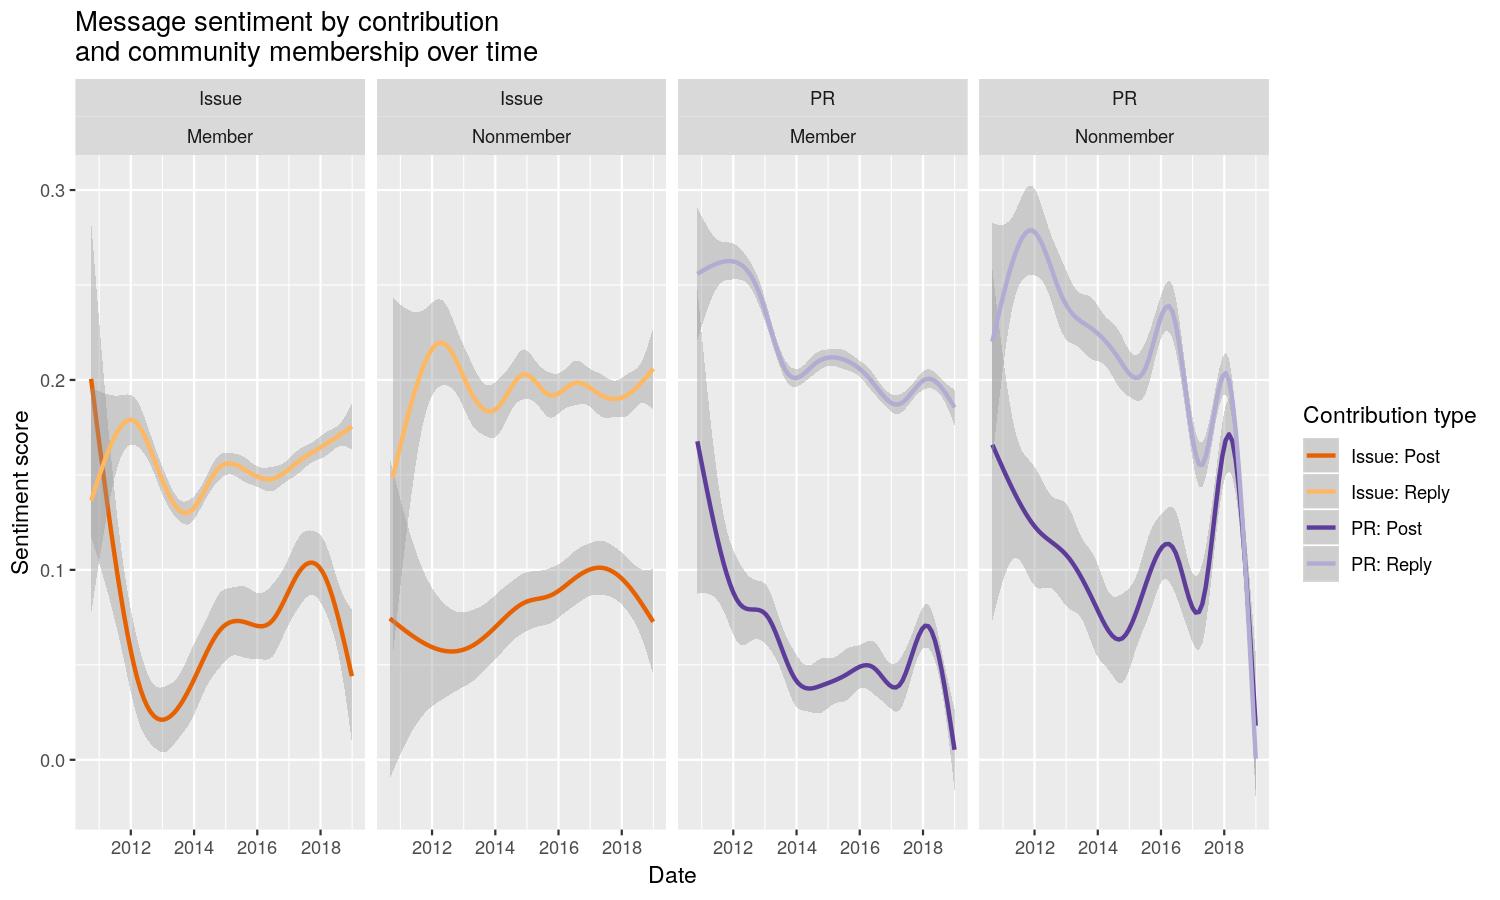 Message sentiment by contribution
and community membership over time
Issue Issue PR PR
Member Nonmember Member Nonmember
0.3
0.2
0.1
0.0
Sentiment score
2012 2014 2016 2018 2012 2014 2016 2018 2012 2014 2016 2018 2012 2014 2016 2018
Date
Contribution type
Issue: Post
Issue: Reply
PR: Post
PR: Reply